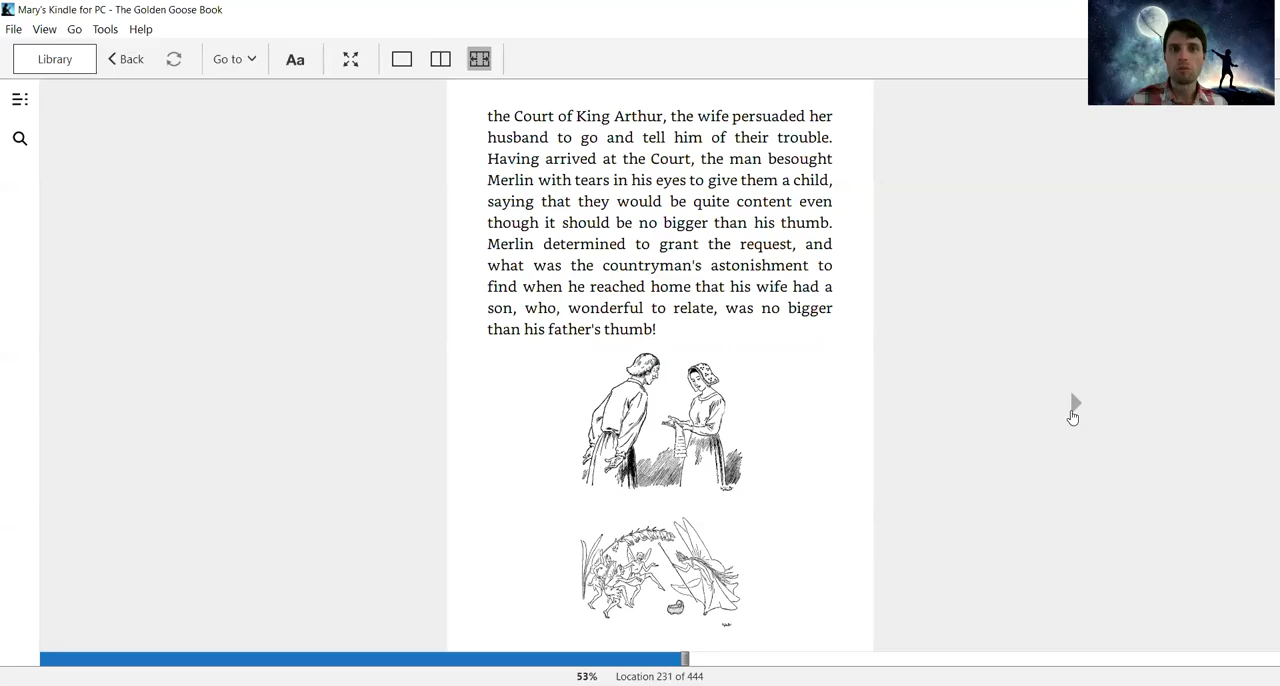 Mary's Kindle for PC - The Golden Goose Book
File View Go Tools Help
Library Back Go to Aa
the Court of King Arthur, the wife persuaded her
husband to go and tell him of their trouble.
Having arrived at the Court, the man besought
Merlin with tears in his eyes to give them a child,
saying that they would be quite content even
though it should be no bigger than his thumb.
Merlin determined to grant the request, and
what was the countryman's astonishment to
find when he reached home that his wife had a
son, who, wonderful to relate, was no bigger
than his father's thumb!
53% Location 231 of 444